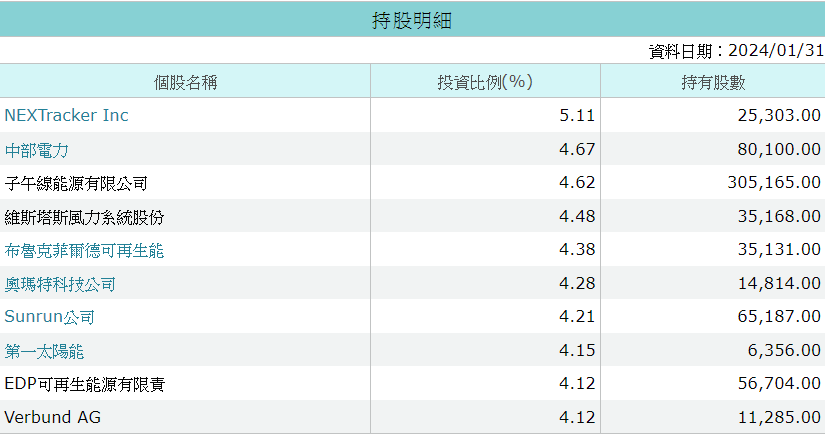 持股明細
資料日期：2024/01/31
個股名稱 投資比例(%) 持有股數
NEXTracker Inc 5.11 25,303.00
中部電力 4.67 80,100.00
子午線能源有限公司 4.62 305,165.00
維斯塔斯風力系統股份 4.48 35,168.00
布魯克菲爾德可再生能 4.38 35,131.00
奧瑪特科技公司 4.28 14,814.00
Sunrun公司 4.21 65,187.00
第一太陽能 4.15 6,356.00
EDP可再生能源有限責 4.12 56,704.00
Verbund AG 4.12 11,285.00